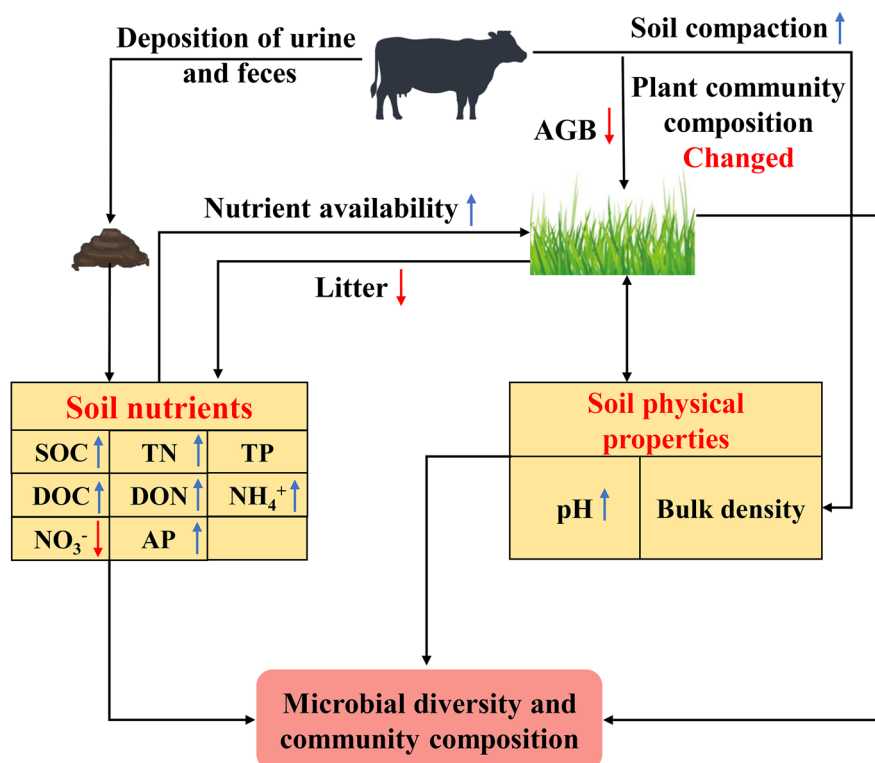 Deposition of urine
and feces
Soil compaction ↑
AGB ↓
Plant community
composition
Changed
Nutrient availability ↑
Litter ↓
Soil nutrients
SOC ↑ TN ↑ TP
DOC ↑ DON ↑ NH₄⁺ ↑
NO₃⁻ ↓ AP ↑
Soil physical
properties
pH ↑ Bulk density
Microbial diversity and
community composition